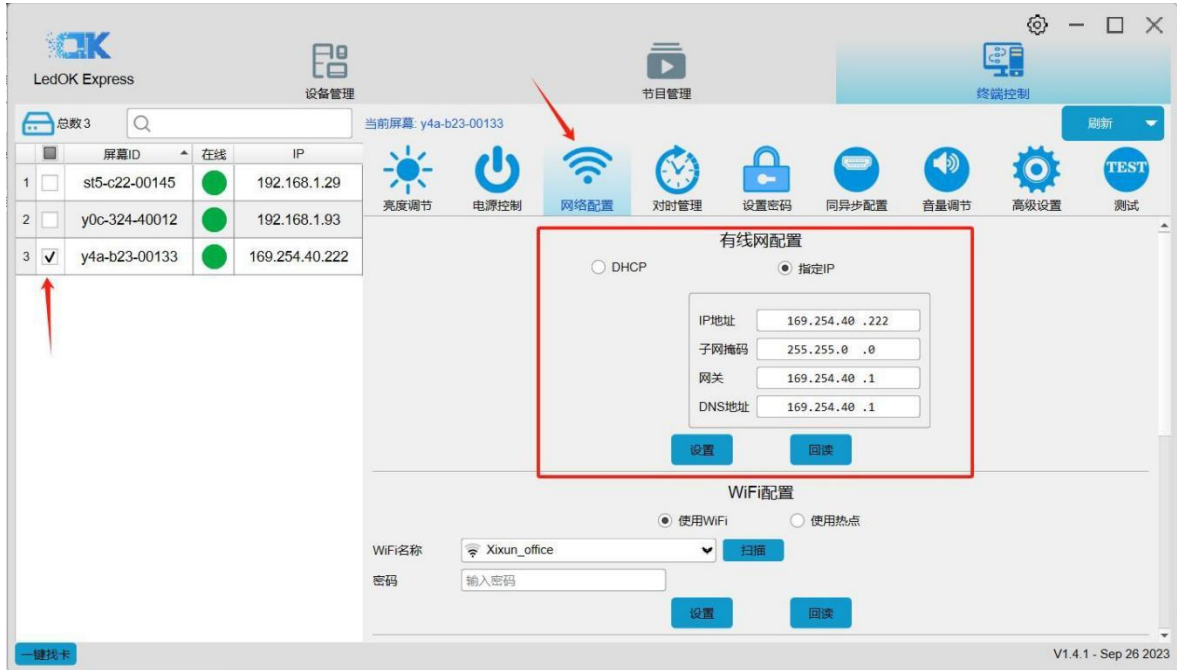 LedOK Express
设备管理
节目管理
终端控制
总数 3
当前屏幕: y4a-b23-00133
刷新
屏幕ID 在线 IP
1 st5-c22-00145 192.168.1.29
2 y0c-324-40012 192.168.1.93
3 y4a-b23-00133 169.254.40.222
亮度调节 电源控制 网络配置 对时管理 设置密码 同异步配置 音量调节 高级设置 测试
TEST
有线网配置
DHCP 指定IP
IP地址 169.254.40 .222
子网掩码 255.255.0 .0
网关 169.254.40 .1
DNS地址 169.254.40 .1
设置 回读
WiFi配置
使用WiFi 使用热点
WiFi名称 Xixun_office 扫描
密码 输入密码
设置 回读
一键找卡
V1.4.1 - Sep 26 2023